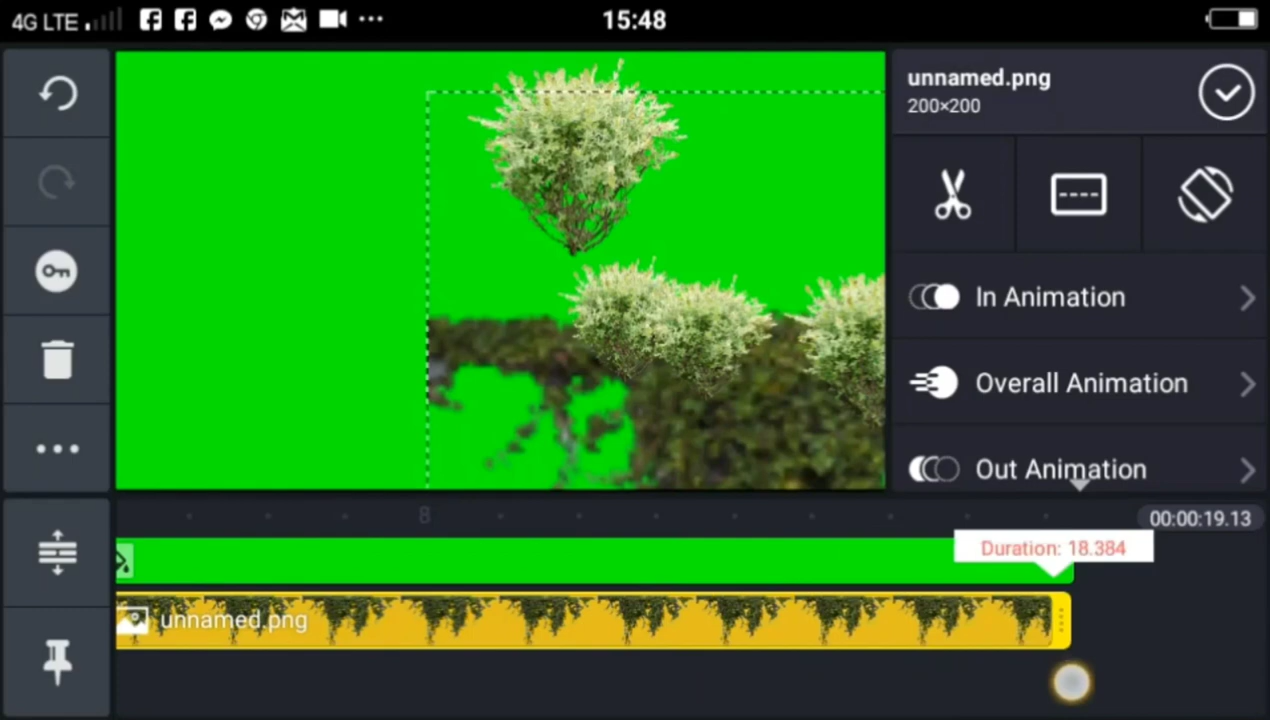 4G LTE
15:48
unnamed.png
200×200
In Animation
Overall Animation
Out Animation
8
00:00:19.13
Duration: 18.384
unnamed.png